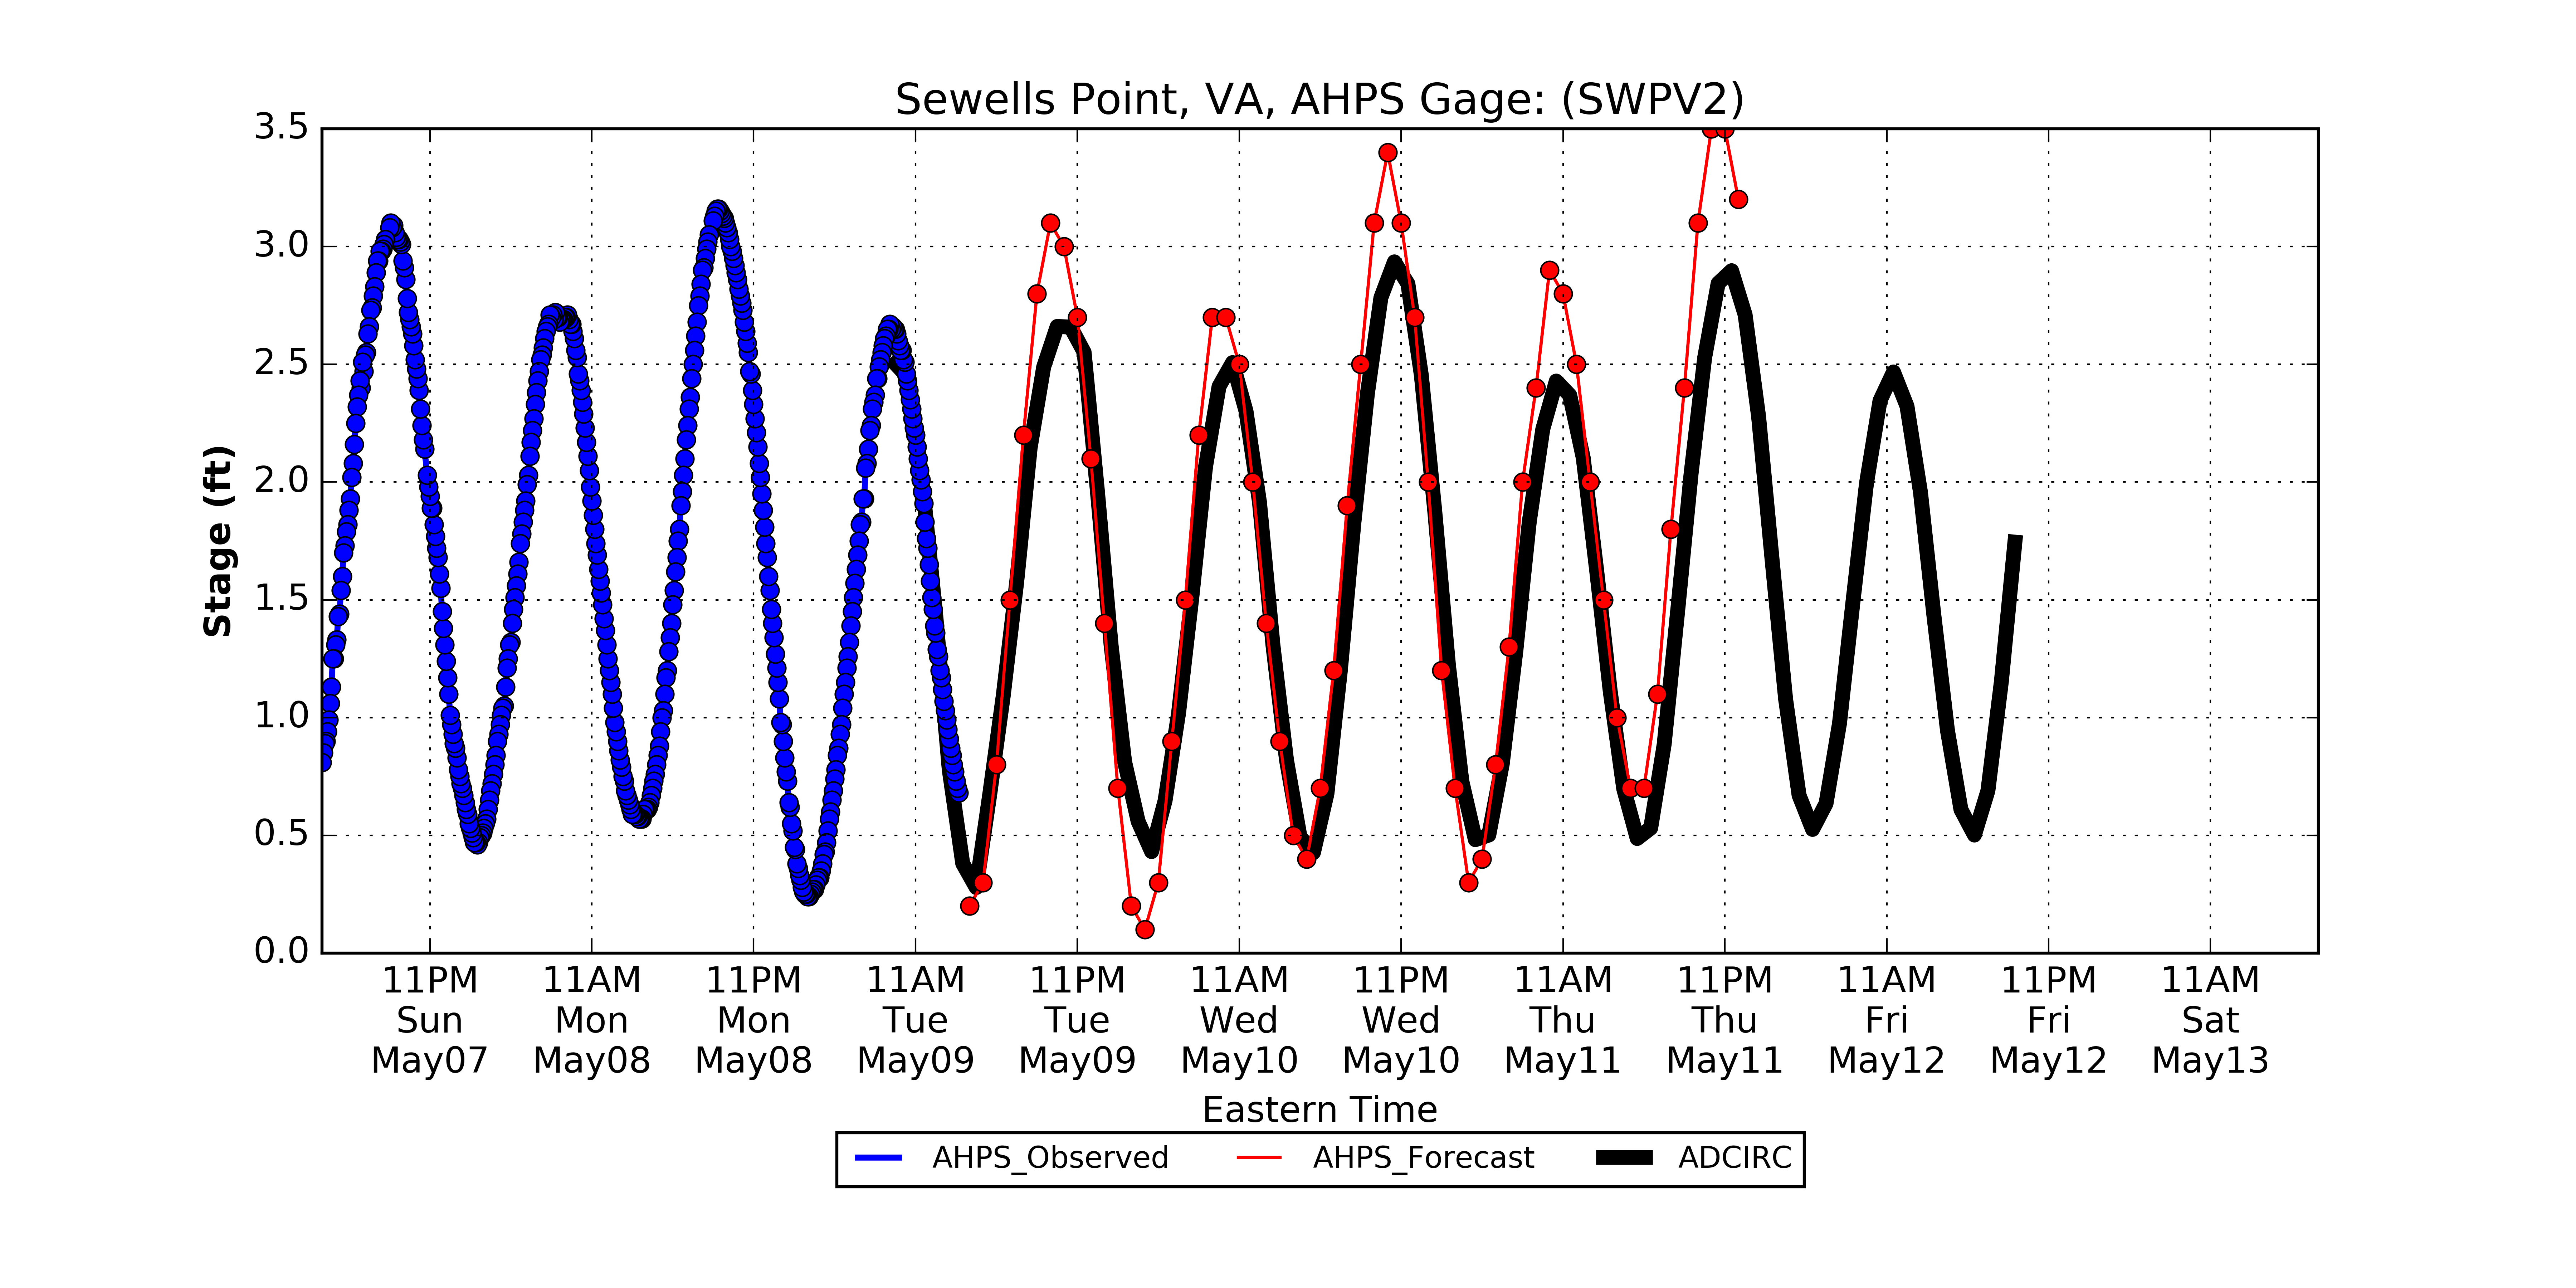 Sewells Point, VA, AHPS Gage: (SWPV2)
3.5
3.0
2.5
2.0
1.5
1.0
0.5
0.0
Stage (ft)
11PM 11AM 11PM 11AM 11PM 11AM 11PM 11AM 11PM 11AM 11PM 11AM
Sun Mon Mon Tue Tue Wed Wed Thu Thu Fri Fri Sat
May07 May08 May08 May09 May09 May10 May10 May11 May11 May12 May12 May13
Eastern Time
AHPS_Observed AHPS_Forecast ADCIRC